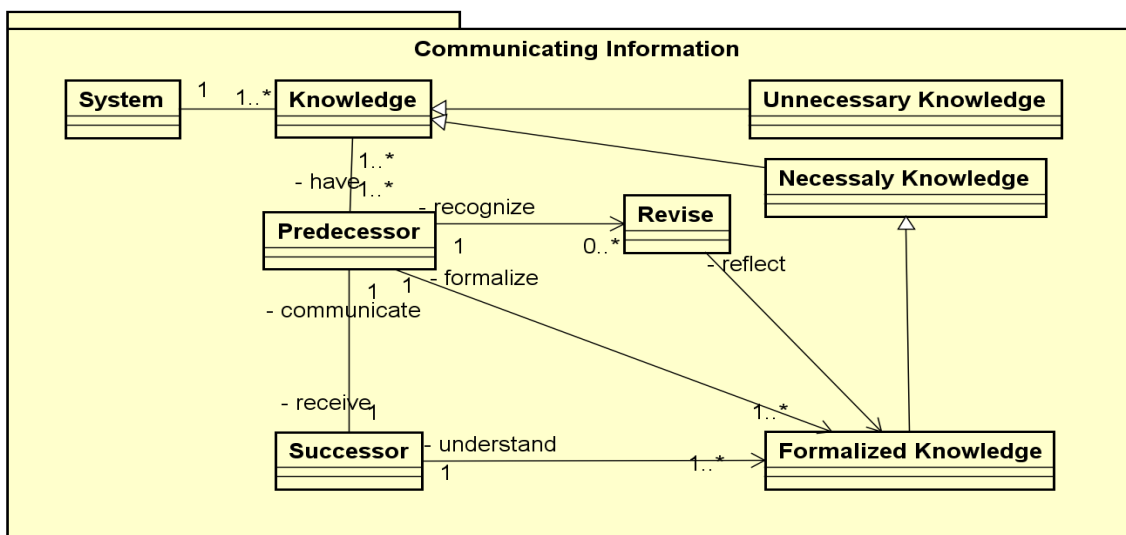 Communicating Information
System
1
1..*
Knowledge
Unnecessary Knowledge
1..*
- have
1..*
Necessaly Knowledge
- recognize
Revise
Predecessor
1
0..*
- reflect
- formalize
1
1
- communicate
- receive
1
1..*
Successor
- understand
1
1..*
Formalized Knowledge